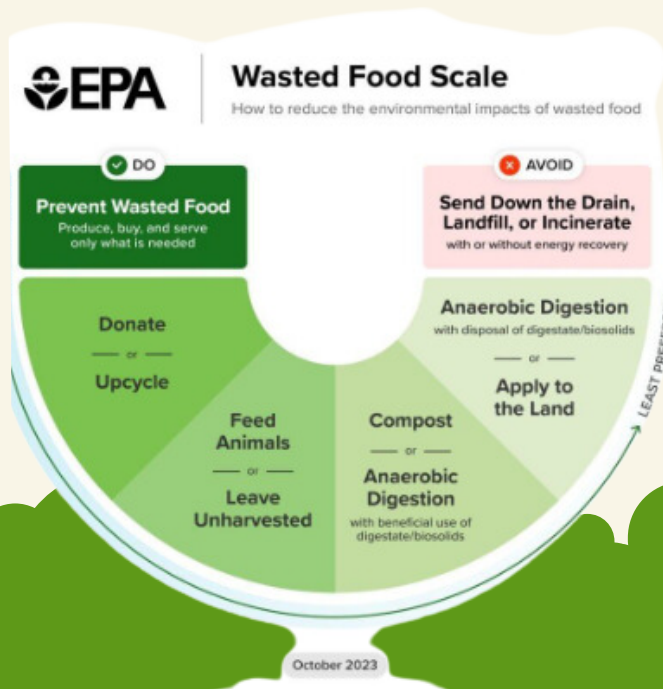 EPA
Wasted Food Scale
How to reduce the environmental impacts of wasted food
DO
Prevent Wasted Food
Produce, buy, and serve
only what is needed
AVOID
Send Down the Drain,
Landfill, or Incinerate
with or without energy recovery
Donate
or
Upcycle
Feed
Animals
or
Leave
Unharvested
Compost
or
Anaerobic
Digestion
with beneficial use of
digestate/biosolids
Anaerobic Digestion
with disposal of digestate/biosolids
or
Apply to
the Land
LEAST
October 2023